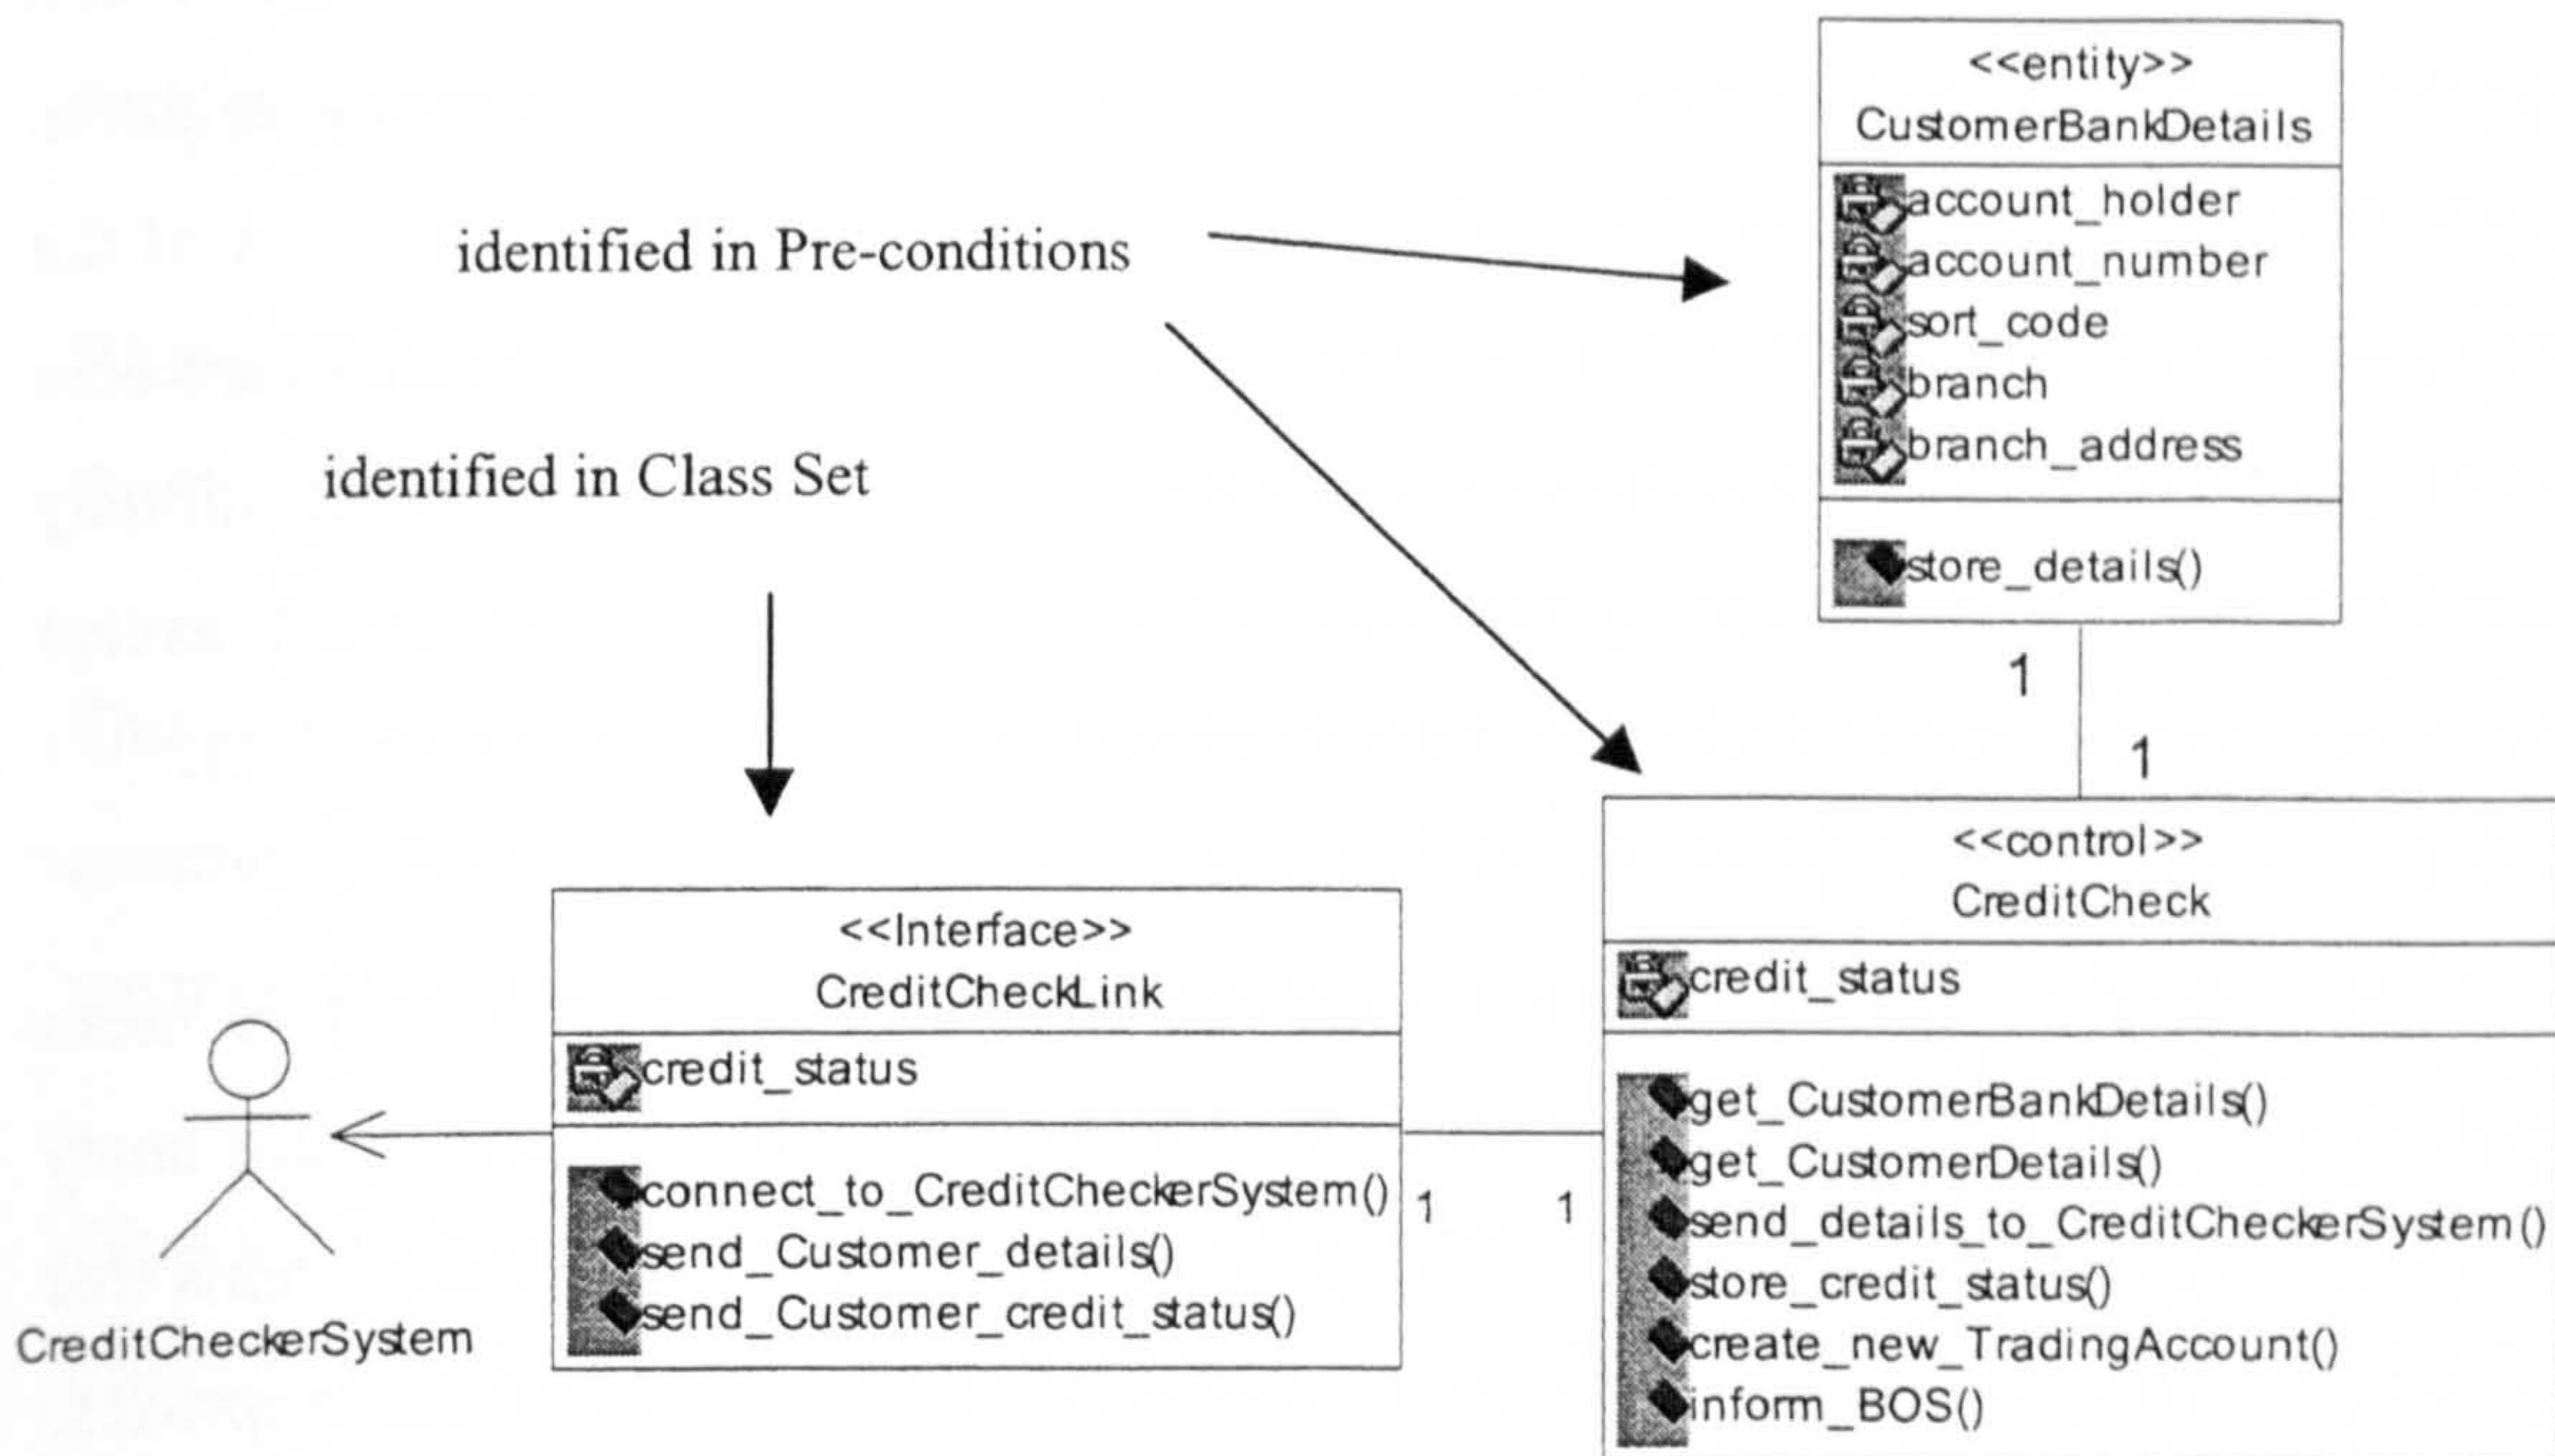 <<entity>>
CustomerBankDetails
account_holder
account_number
sort_code
branch
branch_address
store_details()
identified in Pre-conditions
identified in Class Set
1
1
<<control>>
CreditCheck
credit_status
get_CustomerBankDetails()
get_CustomerDetails()
send_details_to_CreditCheckerSystem()
store_credit_status()
create_new_TradingAccount()
inform_BOS()
<<Interface>>
CreditCheckLink
credit_status
connect_to_CreditCheckerSystem()
send_Customer_details()
send_Customer_credit_status()
1
1
CreditCheckerSystem